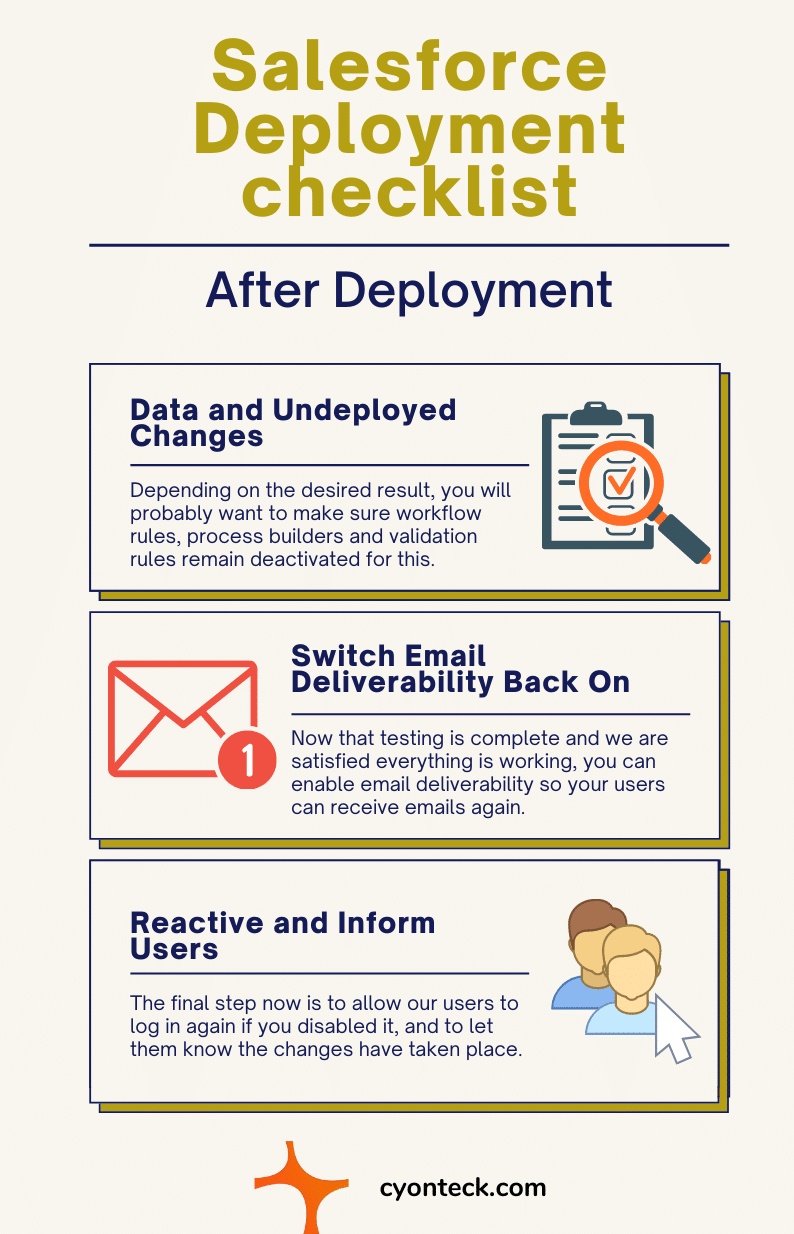 Salesforce
Deployment
checklist
After Deployment
Data and Undeployed
Changes
Depending on the desired result, you will
probably want to make sure workflow
rules, process builders and validation
rules remain deactivated for this.
1
Switch Email
Deliverability Back On
Now that testing is complete and we are
satisfied everything is working, you can
enable email deliverability so your users
can receive emails again.
Reactive and Inform
Users
The final step now is to allow our users to
log in again if you disabled it, and to let
them know the changes have taken place.
cyonteck.com